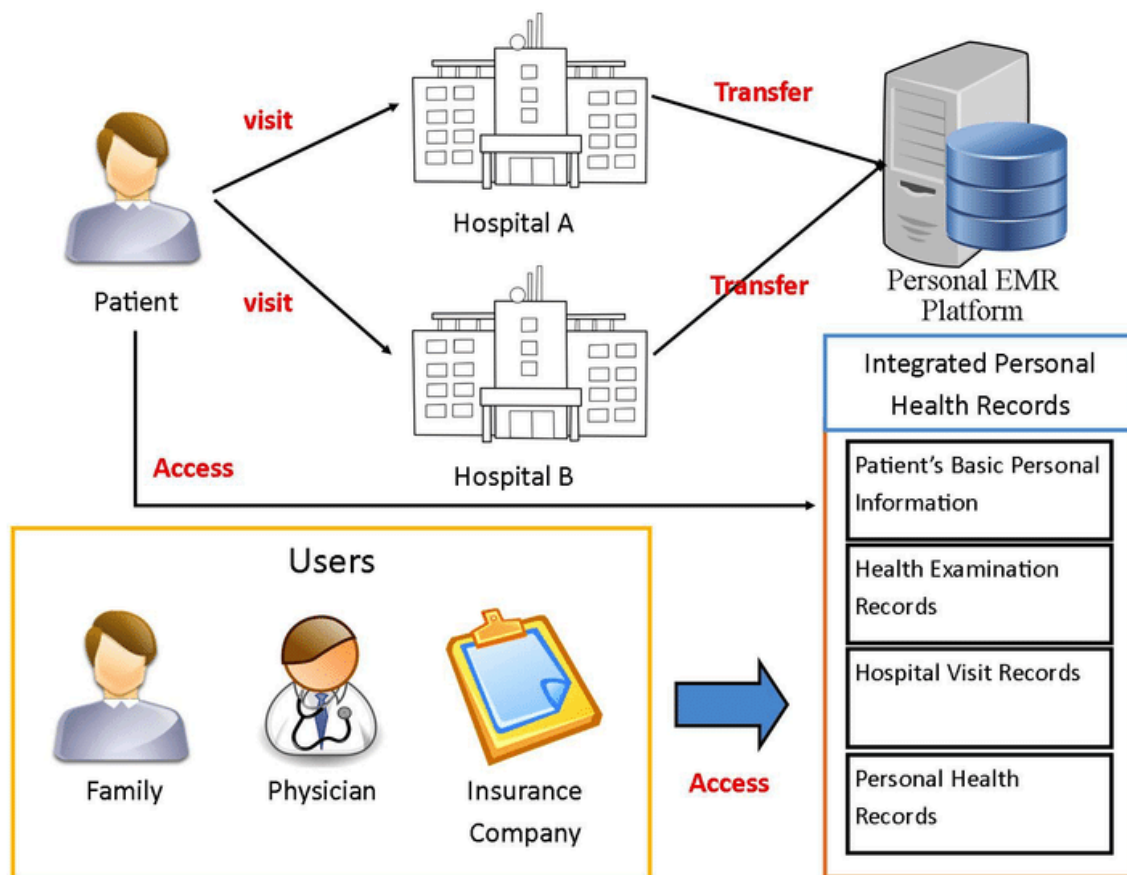 visit
Transfer
Hospital A
Patient
visit
Transfer
Personal EMR
Platform
Integrated Personal
Health Records
Access
Hospital B
Patient’s Basic Personal
Information
Users
Health Examination
Records
Hospital Visit Records
Family
Physician
Insurance
Company
Access
Personal Health
Records